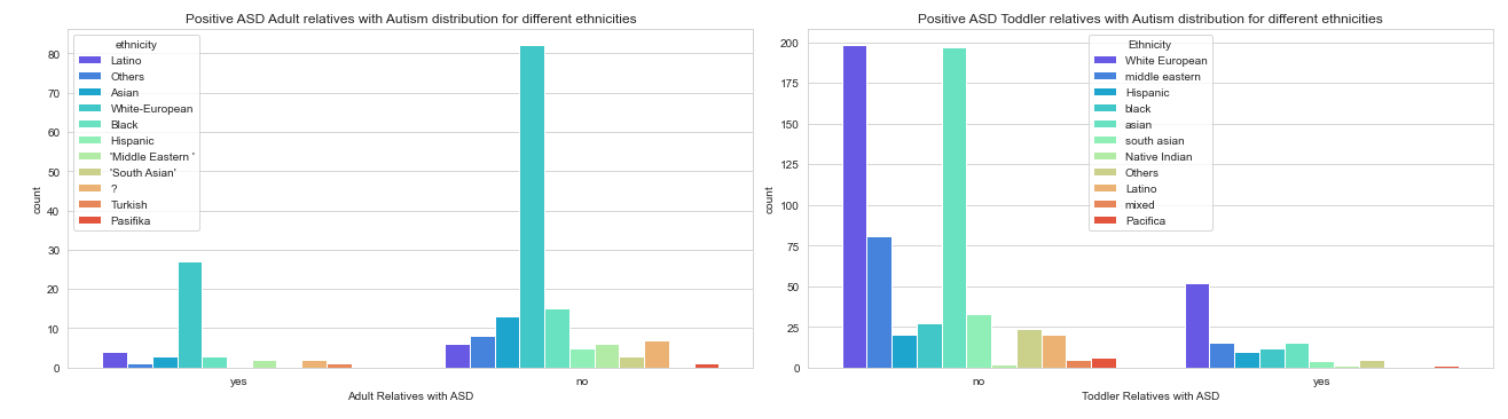 Positive ASD Adult relatives with Autism distribution for different ethnicities
ethnicity
Latino
Others
Asian
White-European
Black
Hispanic
'Middle Eastern '
'South Asian'
?
Turkish
Pasifika
80
70
60
50
40
30
20
10
0
count
yes
no
Adult Relatives with ASD
Positive ASD Toddler relatives with Autism distribution for different ethnicities
Ethnicity
White European
middle eastern
Hispanic
black
asian
south asian
Native Indian
Others
Latino
mixed
Pacifica
200
175
150
125
100
75
50
25
0
count
no
yes
Toddler Relatives with ASD